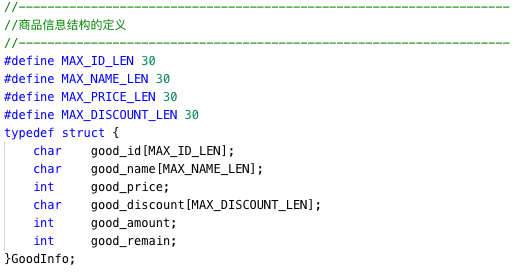 //--------------------------------------------------------------------
//商品信息结构的定义
//--------------------------------------------------------------------
#define MAX_ID_LEN 30
#define MAX_NAME_LEN 30
#define MAX_PRICE_LEN 30
#define MAX_DISCOUNT_LEN 30
typedef struct {
    char    good_id[MAX_ID_LEN];
    char    good_name[MAX_NAME_LEN];
    int     good_price;
    char    good_discount[MAX_DISCOUNT_LEN];
    int     good_amount;
    int     good_remain;
}GoodInfo;